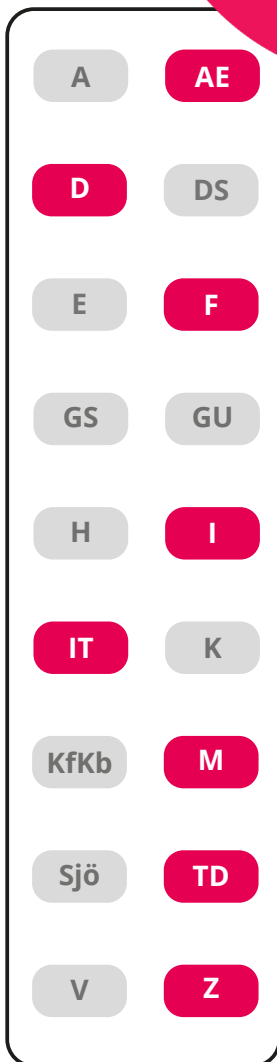 A AE
D DS
E F
GS GU
H I
IT K
KfKb M
Sjö TD
V Z